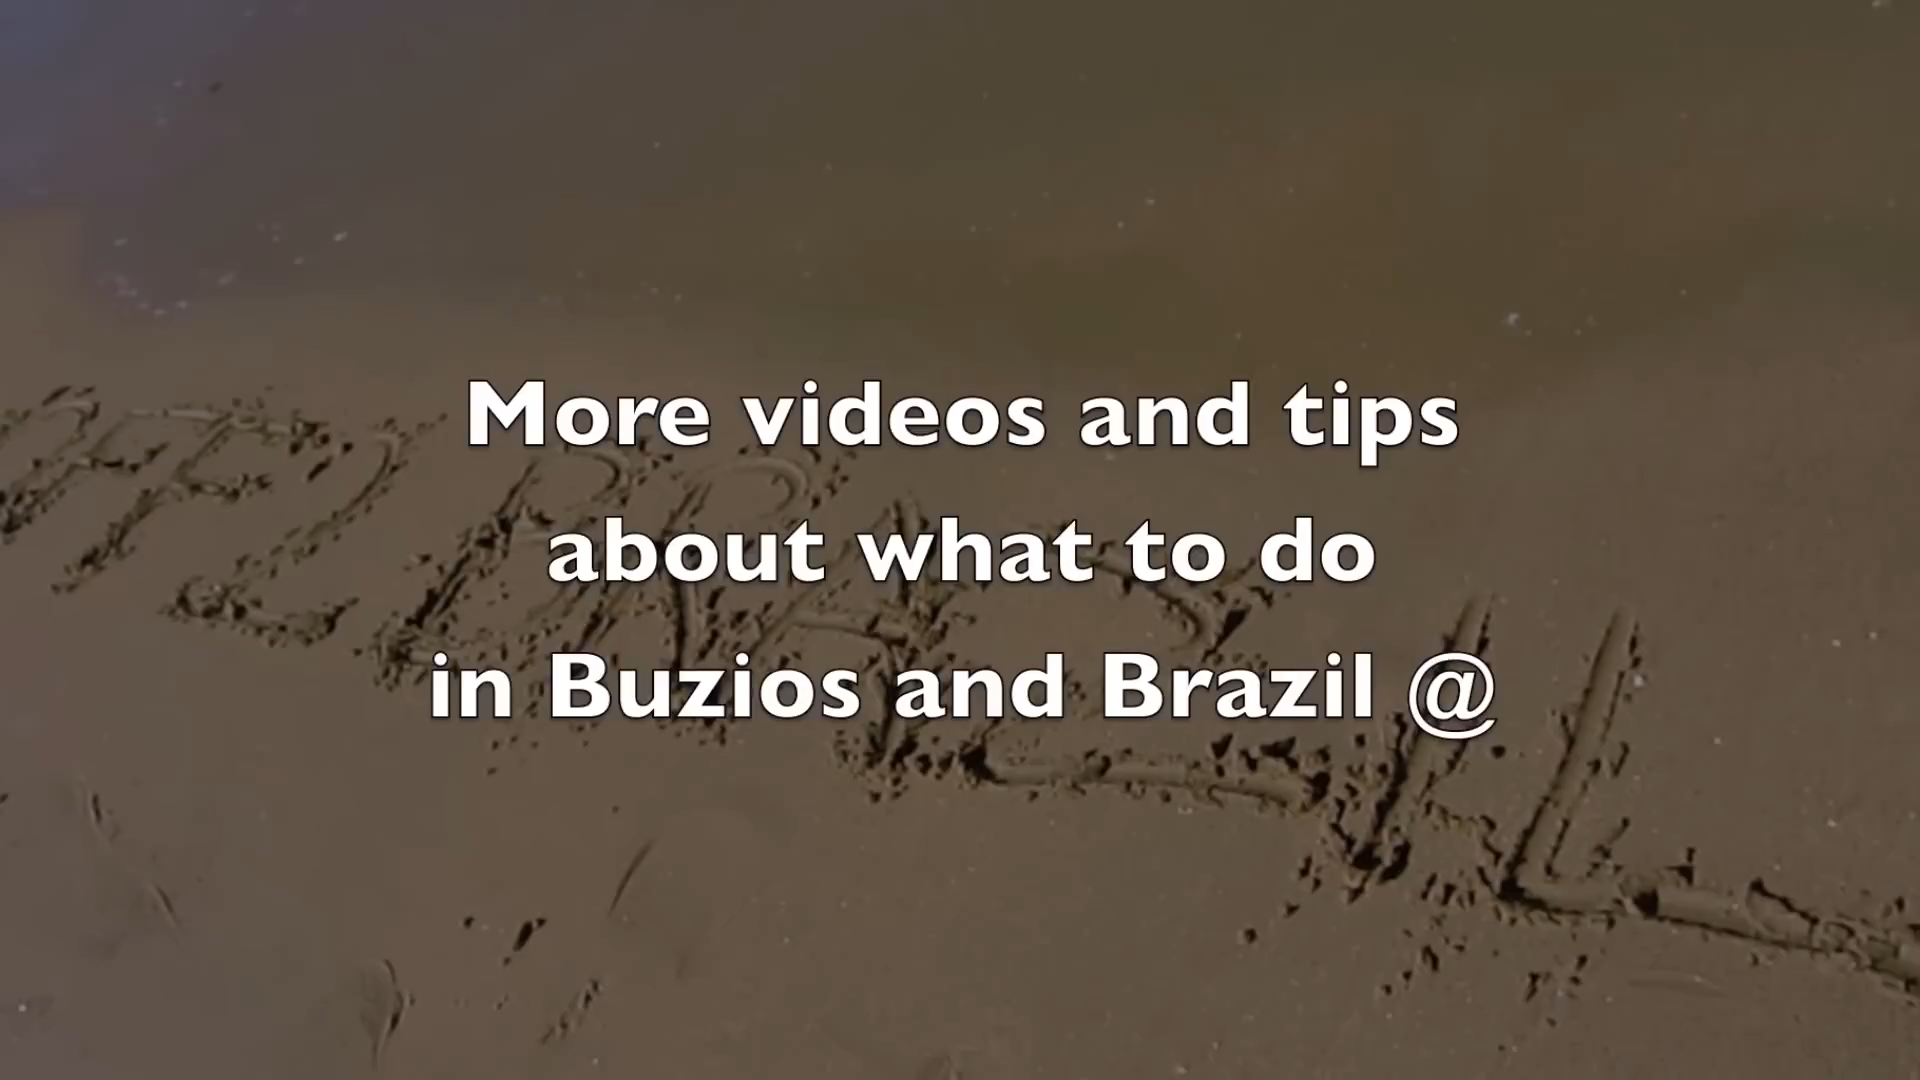 More videos and tips
about what to do
in Buzios and Brazil @